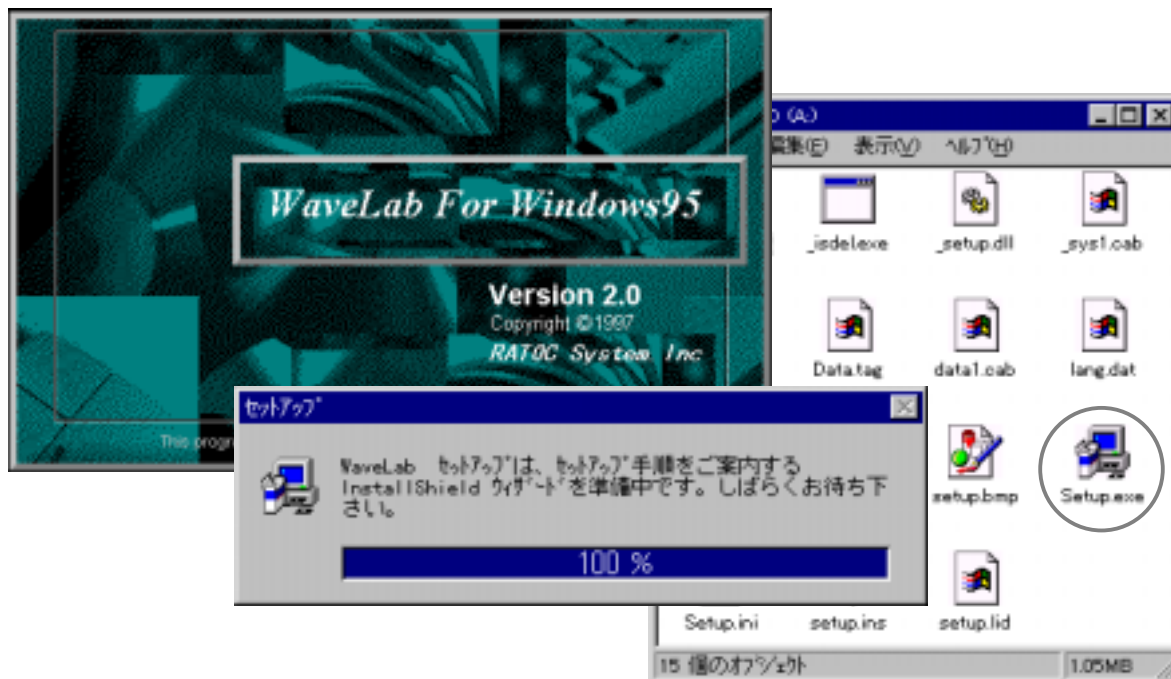 WaveLab For Windows95
Version 2.0
Copyright ©1997
RATOC System Inc
This progr
(A:)
編集(E) 表示(V) ヘルプ(H)
_isdel.exe _setup.dll _sys1.cab
Data.tag data1.cab lang.dat
setup.bmp Setup.exe
Setup.ini setup.ins setup.lid
15 個のオブジェクト 1.05MB
セットアップ
WaveLab セットアップは、セットアップ手順をご案内する
InstallShield ウィザードを準備中です。しばらくお待ち下
さい。
100 %